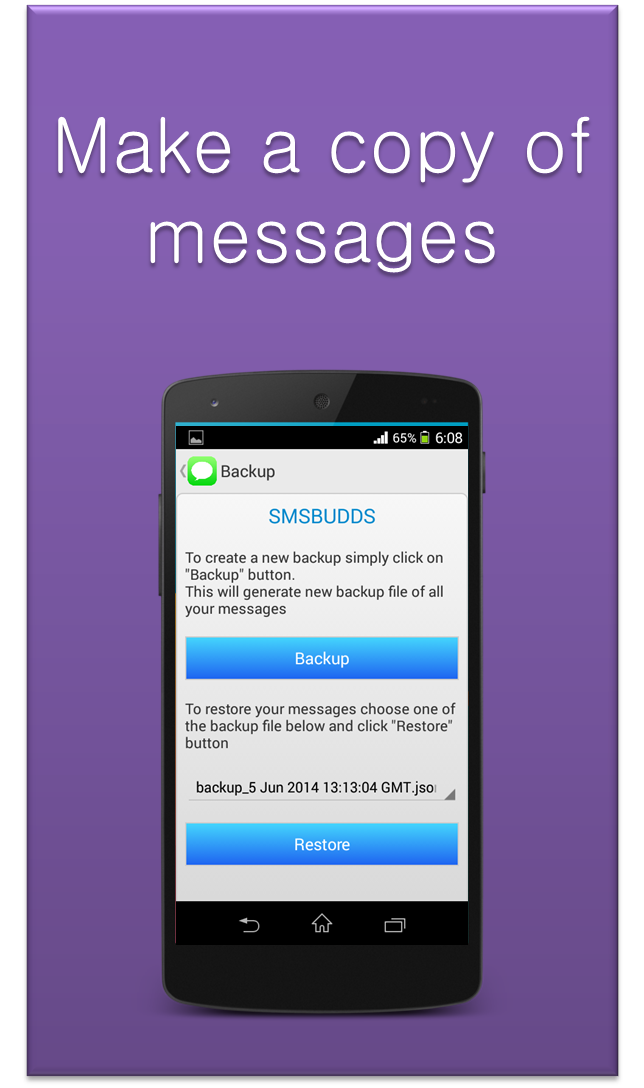 Make a copy of
messages
65% 6:08
Backup
SMSBUDDS
To create a new backup simply click on
"Backup" button.
This will generate new backup file of all
your messages
Backup
To restore your messages choose one of
the backup file below and click "Restore"
button
backup_5 Jun 2014 13:13:04 GMT.jso
Restore